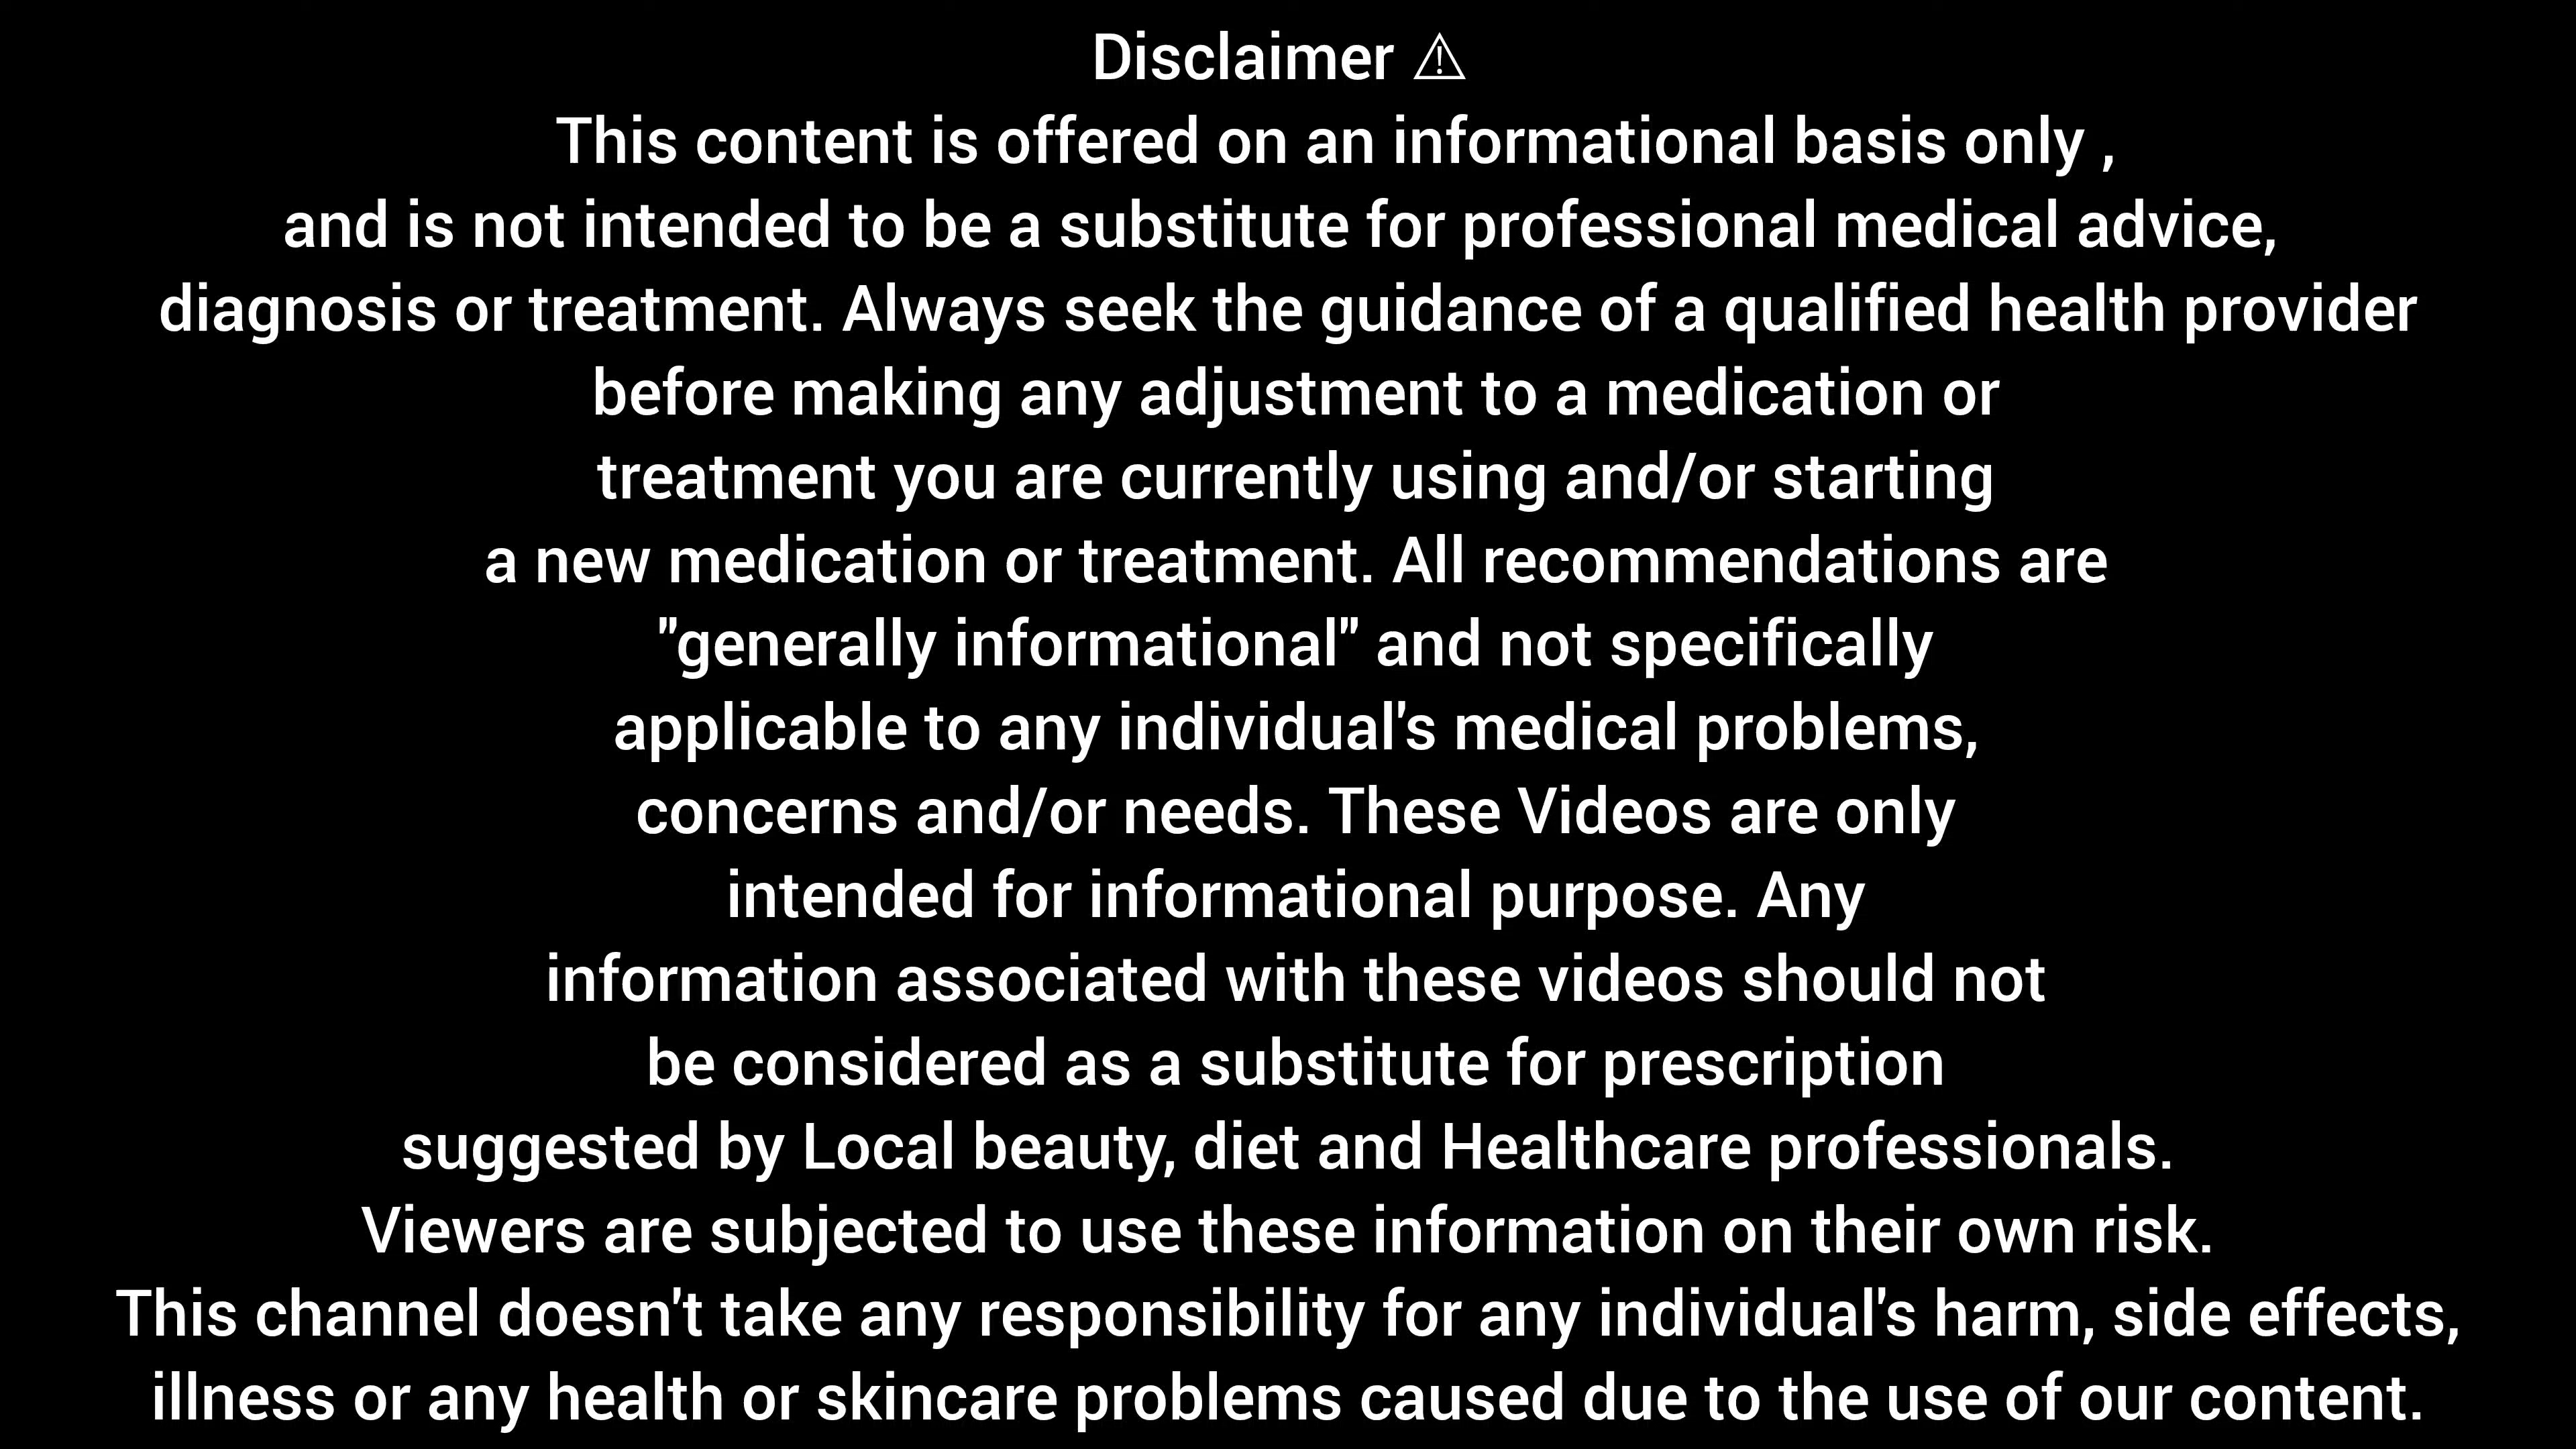 Disclaimer ⚠
This content is offered on an informational basis only ,
and is not intended to be a substitute for professional medical advice,
diagnosis or treatment. Always seek the guidance of a qualified health provider
before making any adjustment to a medication or
treatment you are currently using and/or starting
a new medication or treatment. All recommendations are
"generally informational" and not specifically
applicable to any individual's medical problems,
concerns and/or needs. These Videos are only
intended for informational purpose. Any
information associated with these videos should not
be considered as a substitute for prescription
suggested by Local beauty, diet and Healthcare professionals.
Viewers are subjected to use these information on their own risk.
This channel doesn't take any responsibility for any individual's harm, side effects,
illness or any health or skincare problems caused due to the use of our content.